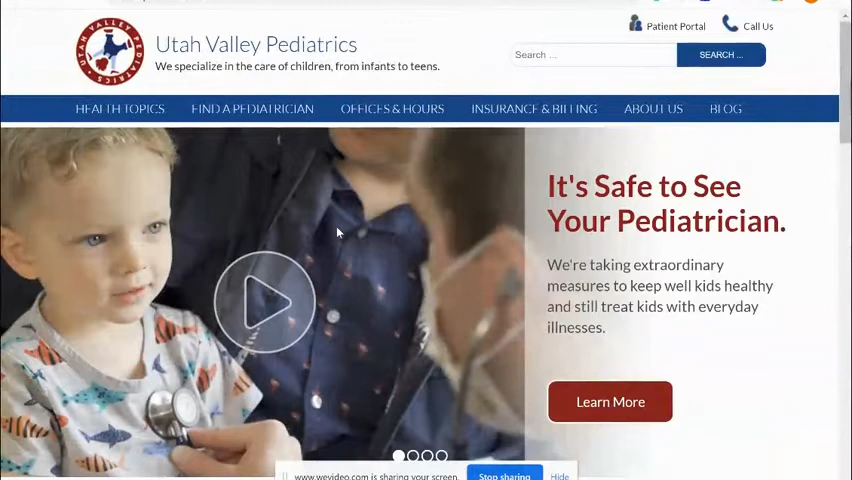 UTAH VALLEY PEDIATRICS
Utah Valley Pediatrics
We specialize in the care of children, from infants to teens.
Patient Portal
Call Us
Search ...
SEARCH ...
HEALTH TOPICS
FIND A PEDIATRICIAN
OFFICES & HOURS
INSURANCE & BILLING
ABOUT US
BLOG
It's Safe to See
Your Pediatrician.
We're taking extraordinary
measures to keep well kids healthy
and still treat kids with everyday
illnesses.
Learn More
www.wevideo.com is sharing your screen.
Stop sharing
Hide